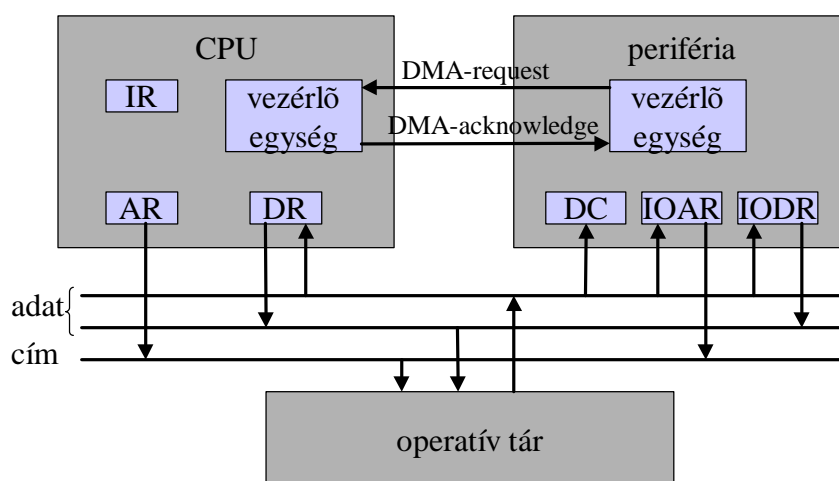 CPU
periféria
DMA-request
IR
vezérlõ
egység
vezérlõ
egység
DMA-acknowledge
AR
DR
DC
IOAR
IODR
adat
cím
operatív tár